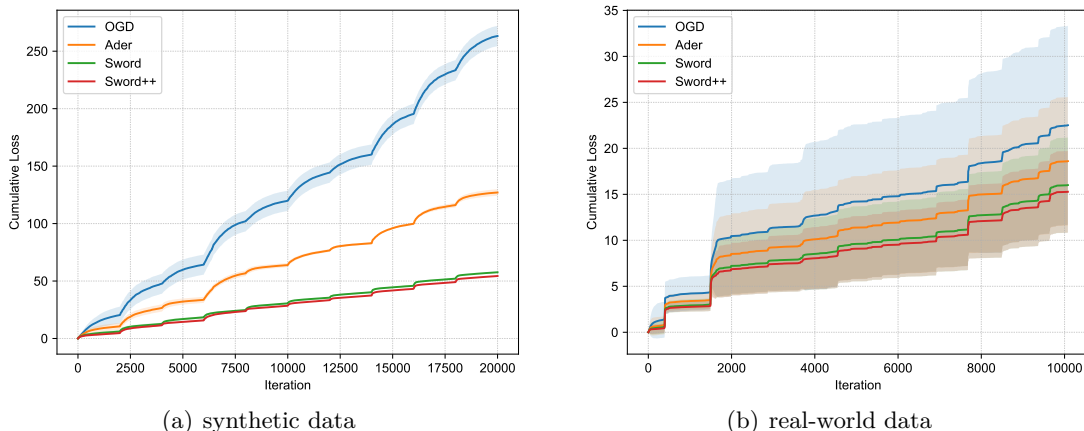 OGD
Ader
Sword
Sword++
Cumulative Loss
250
200
150
100
50
0
0 2500 5000 7500 10000 12500 15000 17500 20000
Iteration
(a) synthetic data
OGD
Ader
Sword
Sword++
Cumulative Loss
35
30
25
20
15
10
5
0
0 2000 4000 6000 8000 10000
Iteration
(b) real-world data